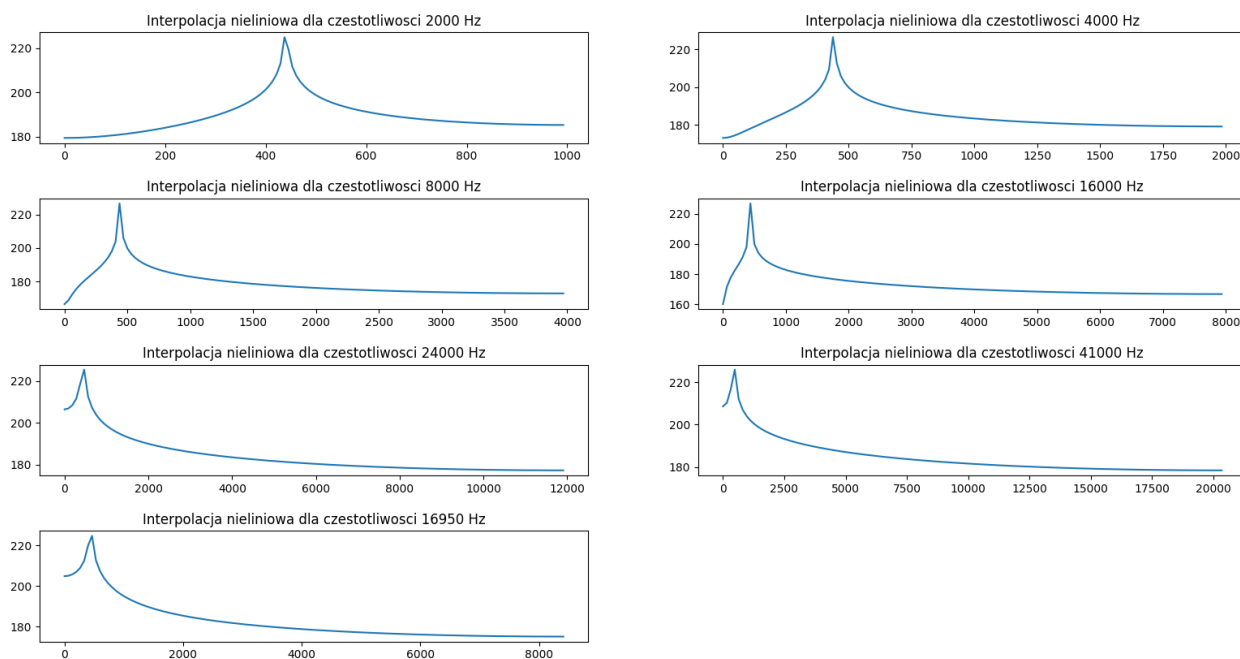 Interpolacja nieliniowa dla czestotliwosci 2000 Hz
220
200
180
0 200 400 600 800 1000
Interpolacja nieliniowa dla czestotliwosci 4000 Hz
220
200
180
0 250 500 750 1000 1250 1500 1750 2000
Interpolacja nieliniowa dla czestotliwosci 8000 Hz
220
200
180
0 500 1000 1500 2000 2500 3000 3500 4000
Interpolacja nieliniowa dla czestotliwosci 16000 Hz
220
200
180
160
0 1000 2000 3000 4000 5000 6000 7000 8000
Interpolacja nieliniowa dla czestotliwosci 24000 Hz
220
200
180
0 2000 4000 6000 8000 10000 12000
Interpolacja nieliniowa dla czestotliwosci 41000 Hz
220
200
180
0 2500 5000 7500 10000 12500 15000 17500 20000
Interpolacja nieliniowa dla czestotliwosci 16950 Hz
220
200
180
0 2000 4000 6000 8000